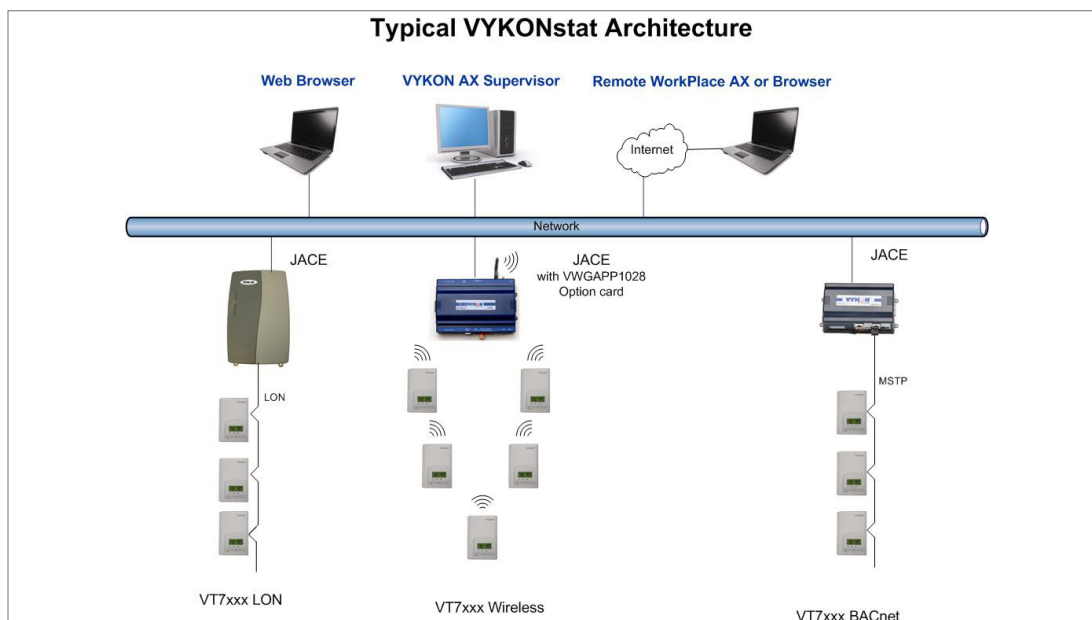 Typical VYKONstat Architecture
Web Browser
VYKON AX Supervisor
Remote WorkPlace AX or Browser
Internet
Network
JACE
JACE
with VWGAPP1028
Option card
JACE
VYKON
LON
MSTP
VT7xxx LON
VT7xxx Wireless
VT7xxx BACnet